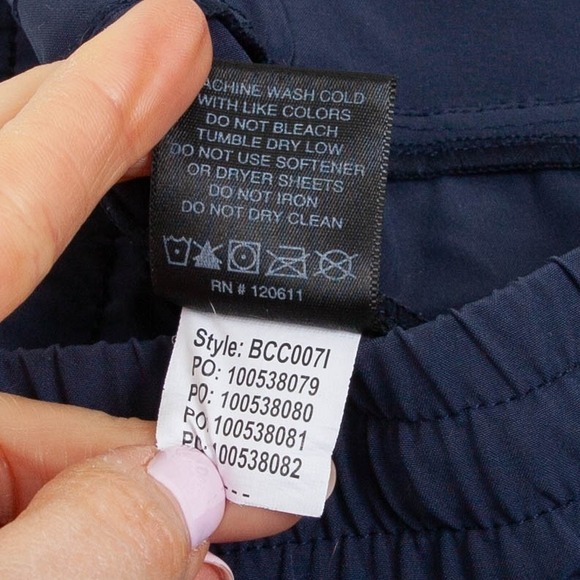 MACHINE WASH COLD
WITH LIKE COLORS
DO NOT BLEACH
TUMBLE DRY LOW
DO NOT USE SOFTENER
OR DRYER SHEETS
DO NOT IRON
DO NOT DRY CLEAN
RN # 120611
Style: BCC007I
PO: 100538079
PO: 100538080
PO: 100538081
PO: 100538082